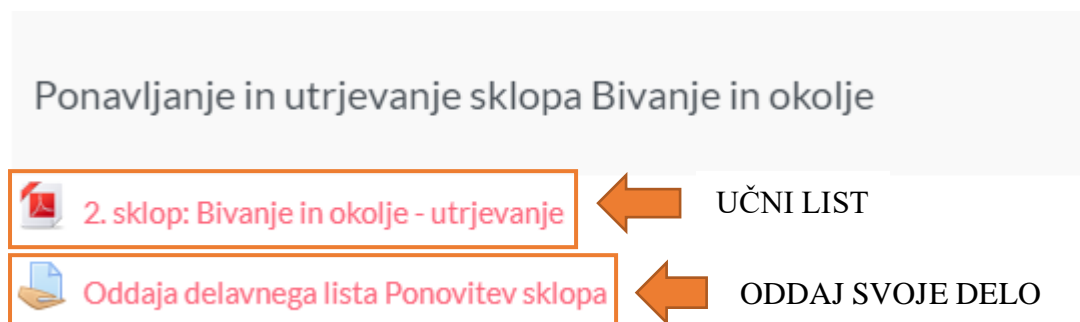 Ponavljanje in utrjevanje sklopa Bivanje in okolje
2. sklop: Bivanje in okolje - utrjevanje
UČNI LIST
Oddaja delavnega lista Ponovitev sklopa
ODDAJ SVOJE DELO